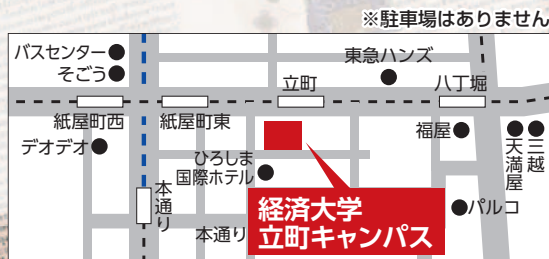 ※駐車場はありません
バスセンター
そごう
東急ハンズ
立町
八丁堀
紙屋町西
紙屋町東
福屋
天満屋
三越
デオデオ
ひろしま
国際ホテル
本通り
本通り
パルコ
経済大学
立町キャンパス